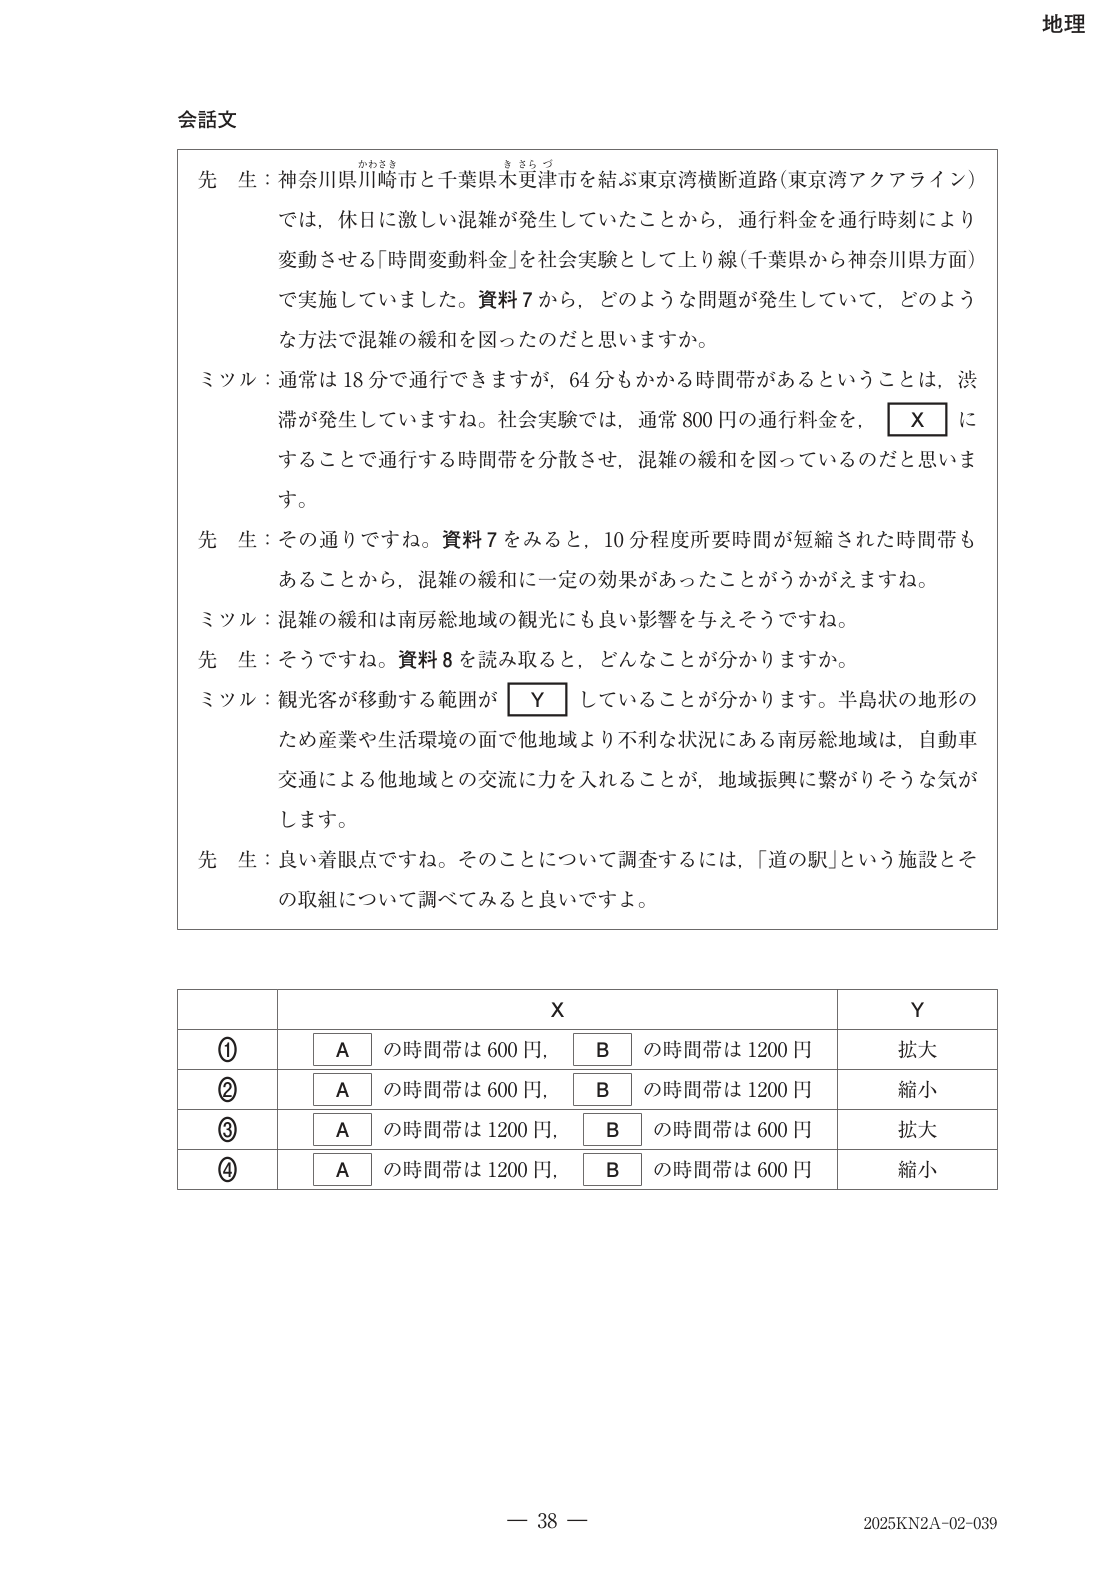 地理
会話文
先　生：神奈川県川崎市と千葉県木更津市を結ぶ東京湾横断道路(東京湾アクアライン)
かわさき
きさらづ
では，休日に激しい混雑が発生していたことから，通行料金を通行時刻により
変動させる「時間変動料金」を社会実験として上り線(千葉県から神奈川県方面)
で実施していました。資料7から，どのような問題が発生していて，どのよう
な方法で混雑の緩和を図ったのだと思いますか。
ミツル：通常は18分で通行できますが，64分もかかる時間帯があるということは，渋
滞が発生していますね。社会実験では，通常800円の通行料金を， X に
することで通行する時間帯を分散させ，混雑の緩和を図っているのだと思いま
す。
先　生：その通りですね。資料7をみると，10分程度所要時間が短縮された時間帯も
あることから，混雑の緩和に一定の効果があったことがうかがえますね。
ミツル：混雑の緩和は南房総地域の観光にも良い影響を与えそうですね。
先　生：そうですね。資料8を読み取ると，どんなことが分かりますか。
ミツル：観光客が移動する範囲が Y していることが分かります。半島状の地形の
ため産業や生活環境の面で他地域より不利な状況にある南房総地域は，自動車
交通による他地域との交流に力を入れることが，地域振興に繋がりそうな気が
します。
先　生：良い着眼点ですね。そのことについて調査するには，「道の駅」という施設とそ
の取組について調べてみると良いですよ。
X Y
① A の時間帯は600円， B の時間帯は1200円 拡大
② A の時間帯は600円， B の時間帯は1200円 縮小
③ A の時間帯は1200円， B の時間帯は600円 拡大
④ A の時間帯は1200円， B の時間帯は600円 縮小
― 38 ―
2025KN2A-02-039